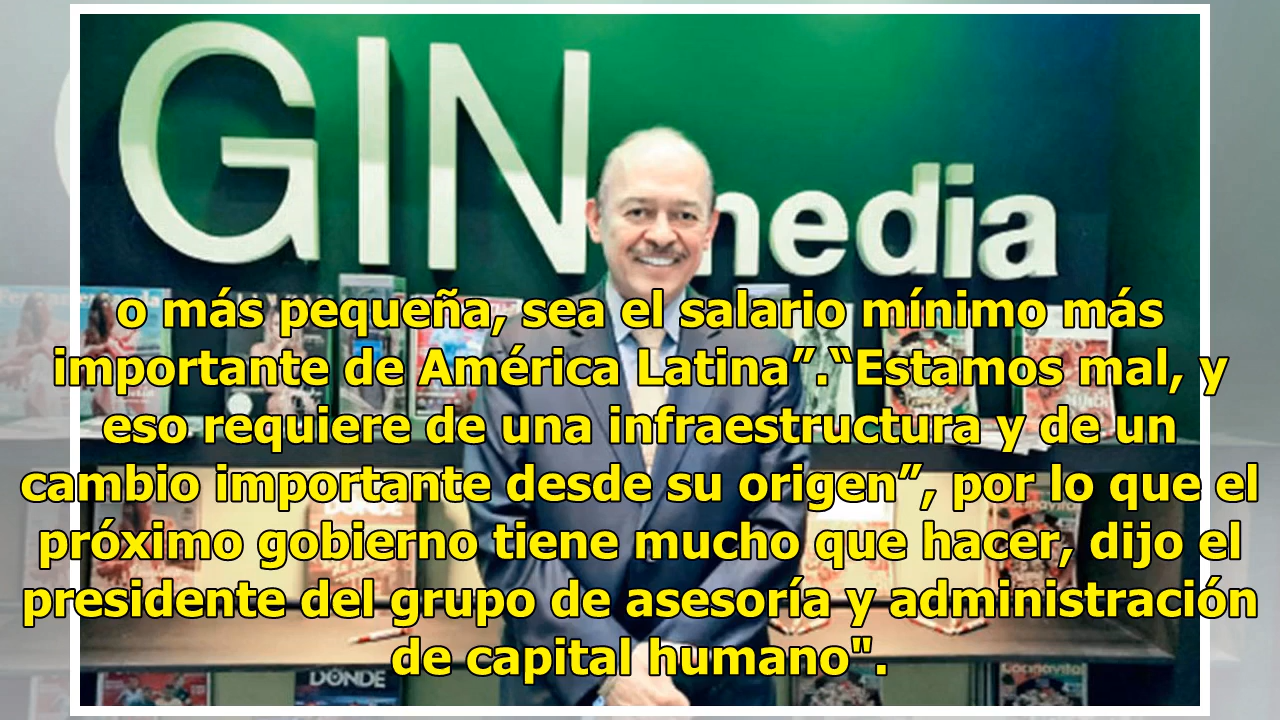 GIN
media
o más pequeña, sea el salario mínimo más
importante de América Latina”.“Estamos mal, y
eso requiere de una infraestructura y de un
cambio importante desde su origen”, por lo que el
próximo gobierno tiene mucho que hacer, dijo el
presidente del grupo de asesoría y administración
de capital humano".
DÓNDE
DÓNDE